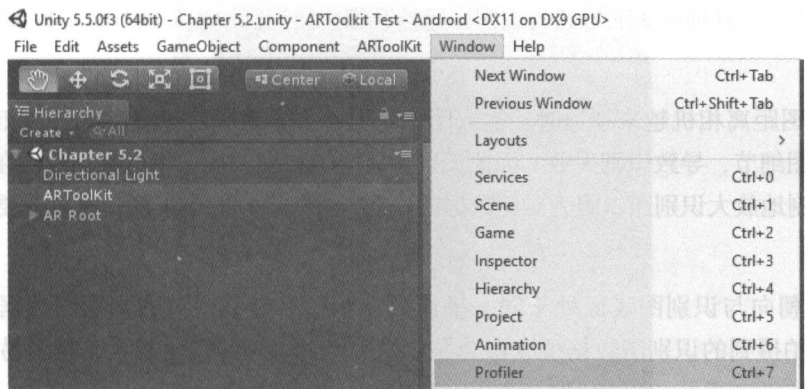 Unity 5.5.0f3 (64bit) - Chapter 5.2.unity - ARToolkit Test - Android <DX11 on DX9 GPU>
File Edit Assets GameObject Component ARToolKit Window Help
Center Local
Hierarchy
Create All
Chapter 5.2
Directional Light
ARToolKit
AR Root
Next Window Ctrl+Tab
Previous Window Ctrl+Shift+Tab
Layouts >
Services Ctrl+0
Scene Ctrl+1
Game Ctrl+2
Inspector Ctrl+3
Hierarchy Ctrl+4
Project Ctrl+5
Animation Ctrl+6
Profiler Ctrl+7